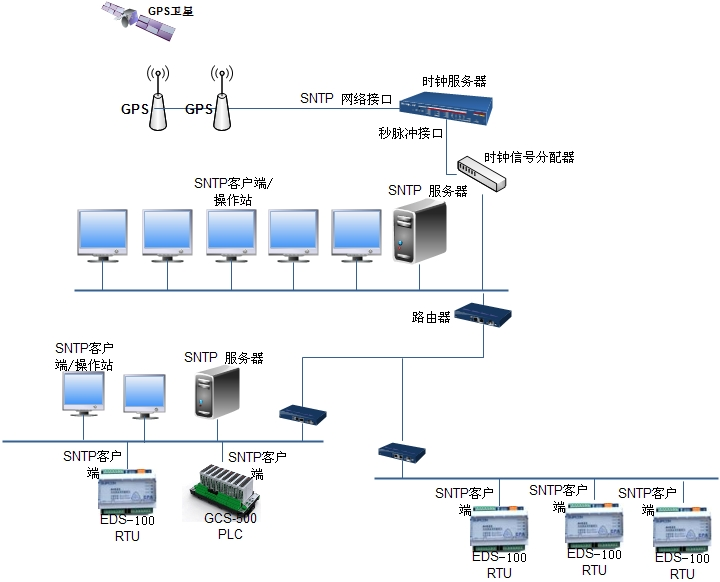 GPS卫星
GPS
GPS
SNTP 网络接口
时钟服务器
秒脉冲接口
时钟信号分配器
SNTP客户端/
操作站
SNTP 服务器
路由器
SNTP客户
端/操作站
SNTP 服务器
SNTP客户
端
SNTP客户
端
EDS-100
RTU
GCS-500
PLC
SNTP客户
端
SNTP客户
端
SNTP客户
端
EDS-100
RTU
EDS-100
RTU
EDS-100
RTU